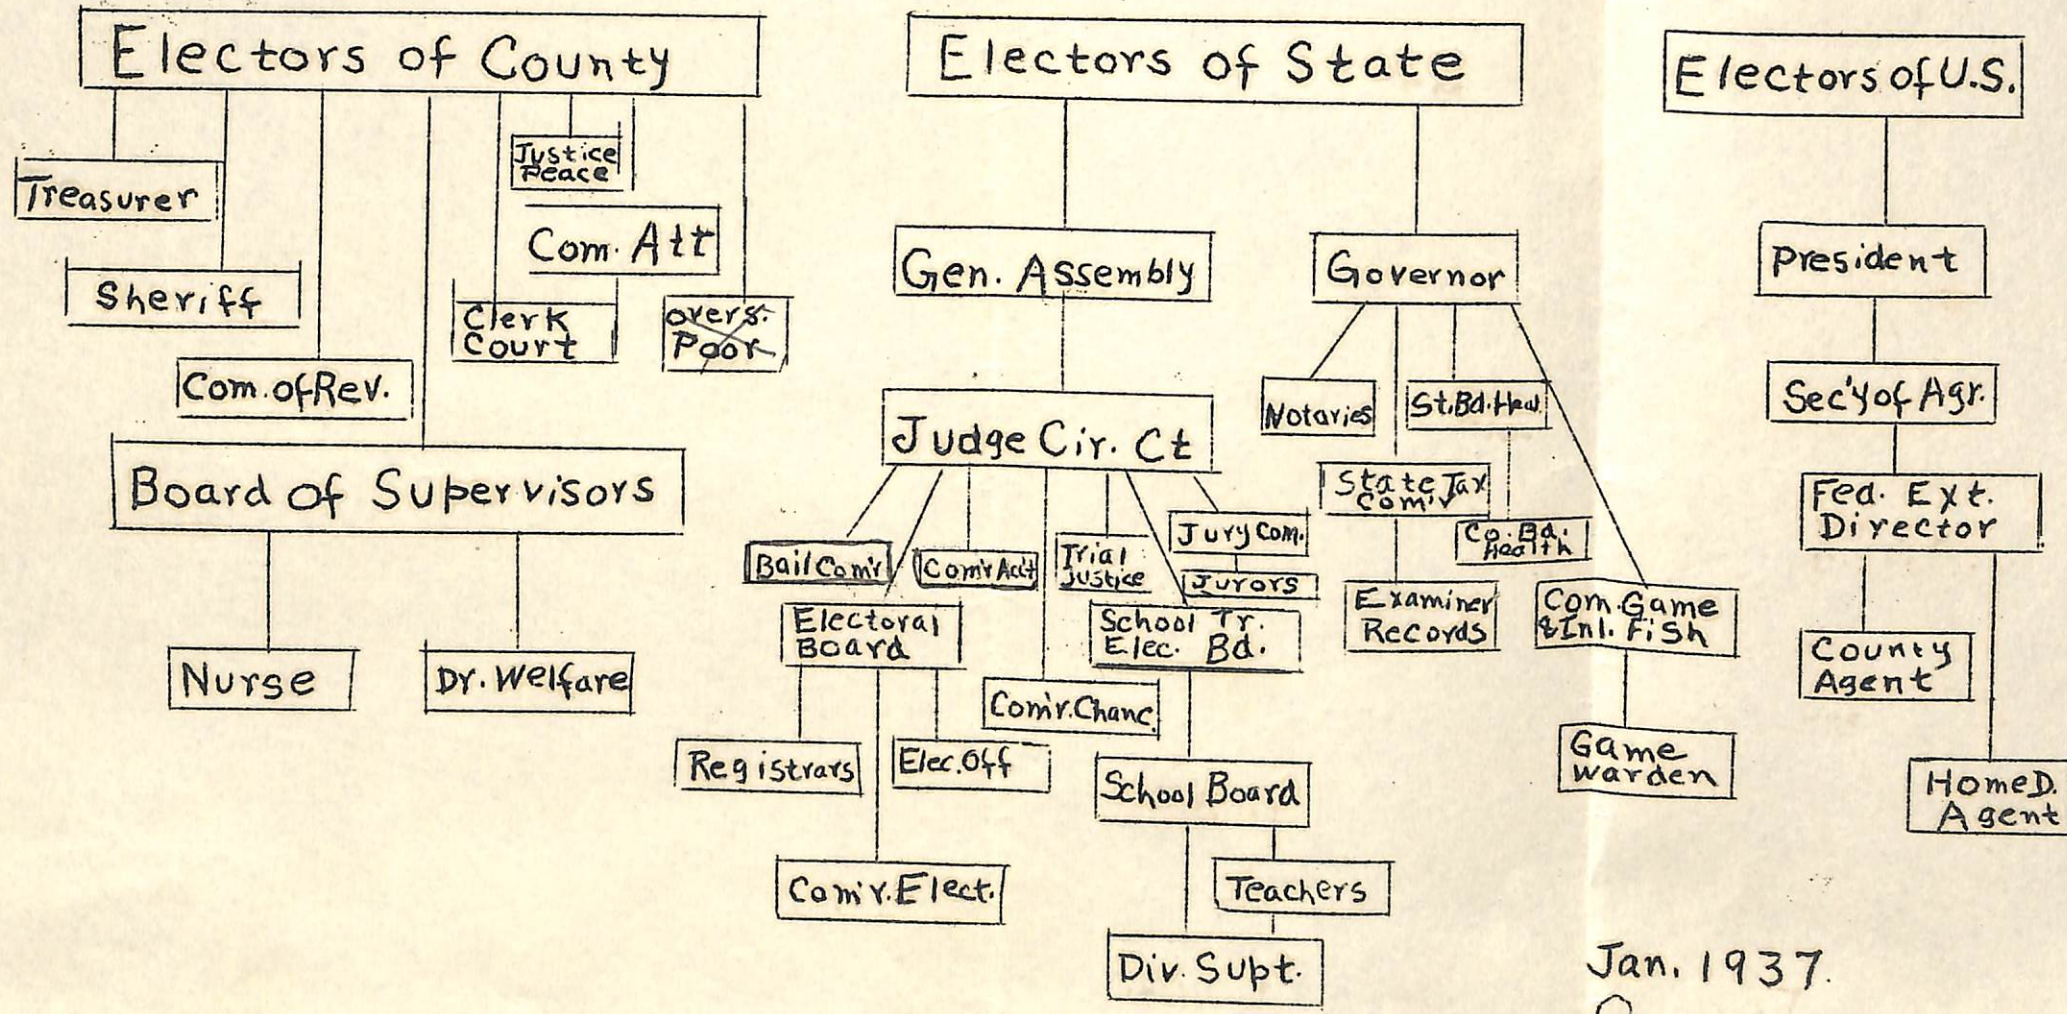 Electors of County
Electors of State
Electors of U.S.
Treasurer
Sheriff
Com. of Rev.
Justice
Peace
Com. Att
Clerk
Court
overs.
Poor
Board of Supervisors
Nurse
Dr. Welfare
Gen. Assembly
Judge Cir. Ct
Bail Com'r
Com'r Acc't
Trial
Justice
Jury Com.
Jurors
Electoral
Board
School Tr.
Elec. Bd.
Com'r. Chanc.
Registrars
Elec. Off
Com'r. Elect.
School Board
Teachers
Div. Supt.
Governor
Notaries
St. Bd. Heal.
State Tax
Com'r
Co. Bd.
Health
Examiner
Records
Com. Game
& Inl. Fish
Game
Warden
President
Sec'y of Agr.
Fed. Ext.
Director
County
Agent
Home D.
Agent
Jan. 1937.